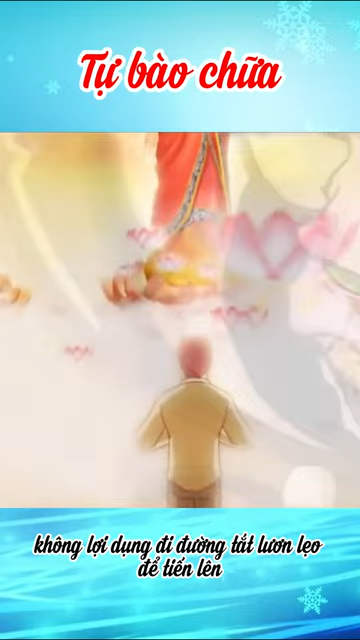 Tự bào chữa
không lợi dụng đi đường tắt lươn lẹo
để tiến lên